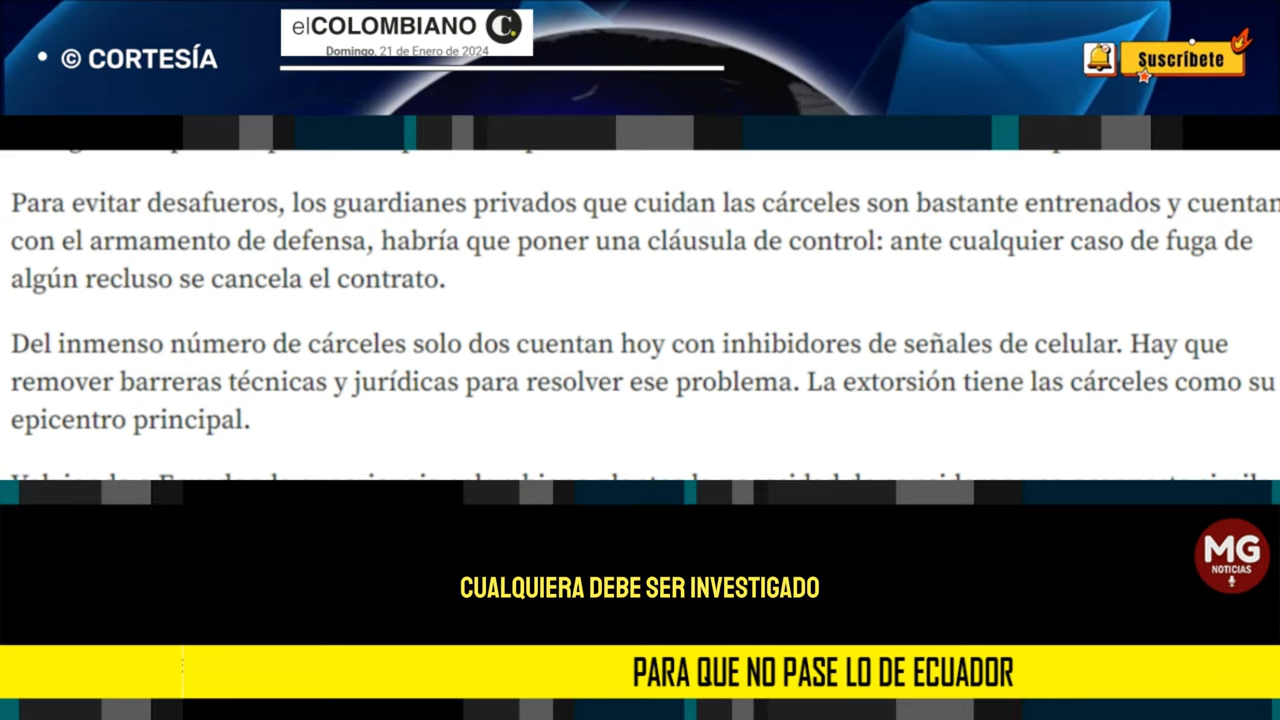 • © CORTESÍA
elCOLOMBIANO C.
Domingo, 21 de Enero de 2024
Suscríbete
Para evitar desafueros, los guardianes privados que cuidan las cárceles son bastante entrenados y cuentan
con el armamento de defensa, habría que poner una cláusula de control: ante cualquier caso de fuga de
algún recluso se cancela el contrato.
Del inmenso número de cárceles solo dos cuentan hoy con inhibidores de señales de celular. Hay que
remover barreras técnicas y jurídicas para resolver ese problema. La extorsión tiene las cárceles como su
epicentro principal.
MG
NOTICIAS
CUALQUIERA DEBE SER INVESTIGADO
PARA QUE NO PASE LO DE ECUADOR